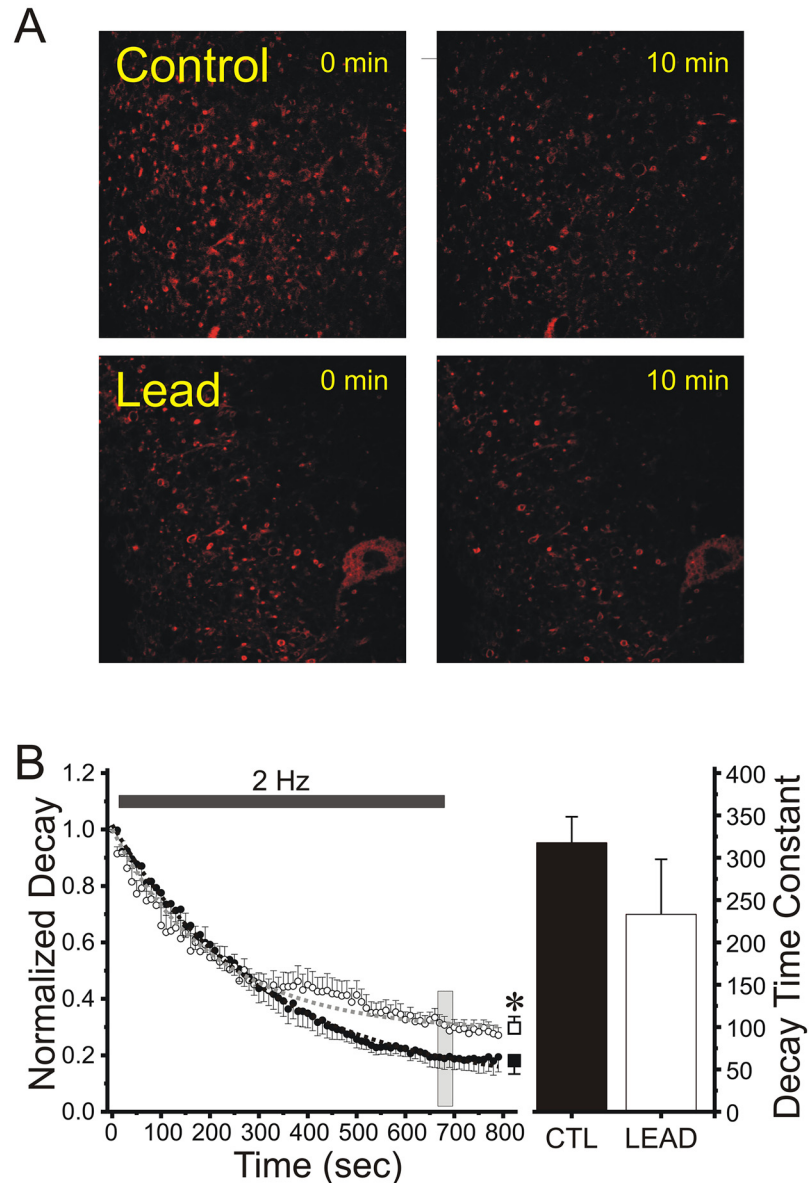 A
Control
0 min
10 min
Lead
0 min
10 min
B
2 Hz
Normalized Decay
1.2
1.0
0.8
0.6
0.4
0.2
0.0
0
100
200
300
400
500
600
700
800
Time (sec)
*
400
350
300
250
200
150
100
50
0
Decay Time Constant
CTL
LEAD